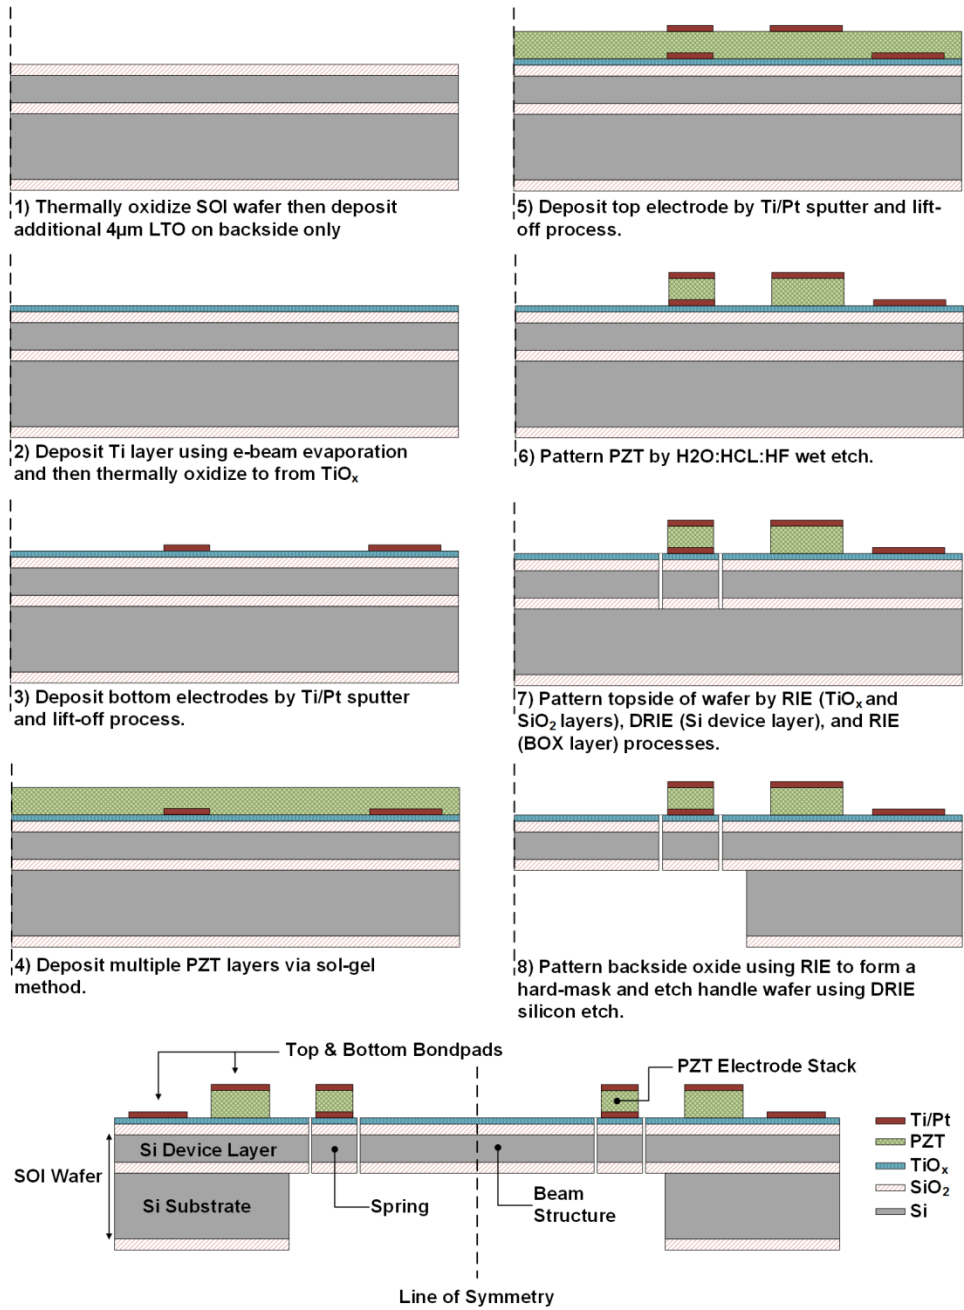 1) Thermally oxidize SOI wafer then deposit
additional 4µm LTO on backside only
2) Deposit Ti layer using e-beam evaporation
and then thermally oxidize to from TiOₓ
3) Deposit bottom electrodes by Ti/Pt sputter
and lift-off process.
4) Deposit multiple PZT layers via sol-gel
method.
5) Deposit top electrode by Ti/Pt sputter and lift-
off process.
6) Pattern PZT by H2O:HCL:HF wet etch.
7) Pattern topside of wafer by RIE (TiOₓ and
SiO₂ layers), DRIE (Si device layer), and RIE
(BOX layer) processes.
8) Pattern backside oxide using RIE to form a
hard-mask and etch handle wafer using DRIE
silicon etch.
Top & Bottom Bondpads
PZT Electrode Stack
Si Device Layer
SOI Wafer
Si Substrate
Spring
Beam
Structure
Line of Symmetry
Ti/Pt
PZT
TiOₓ
SiO₂
Si